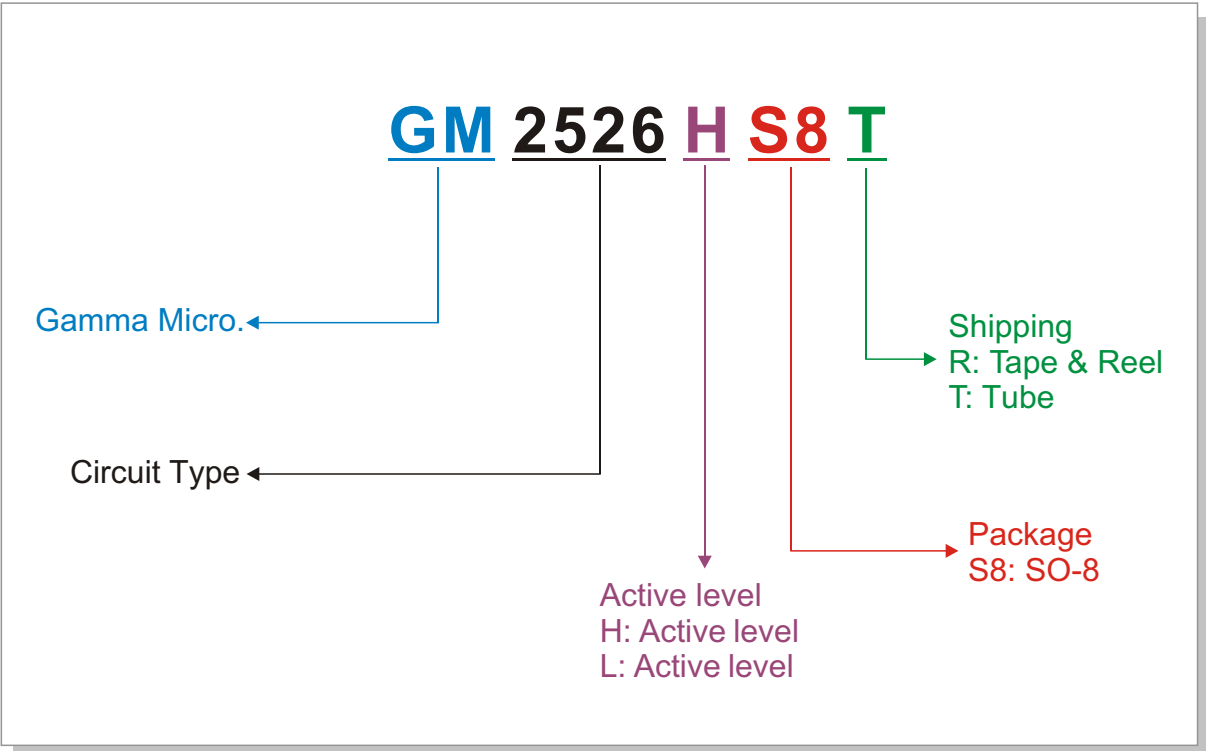 GM 2526 H S8 T
Gamma Micro.
Shipping
R: Tape & Reel
T: Tube
Circuit Type
Package
S8: SO-8
Active level
H: Active level
L: Active level